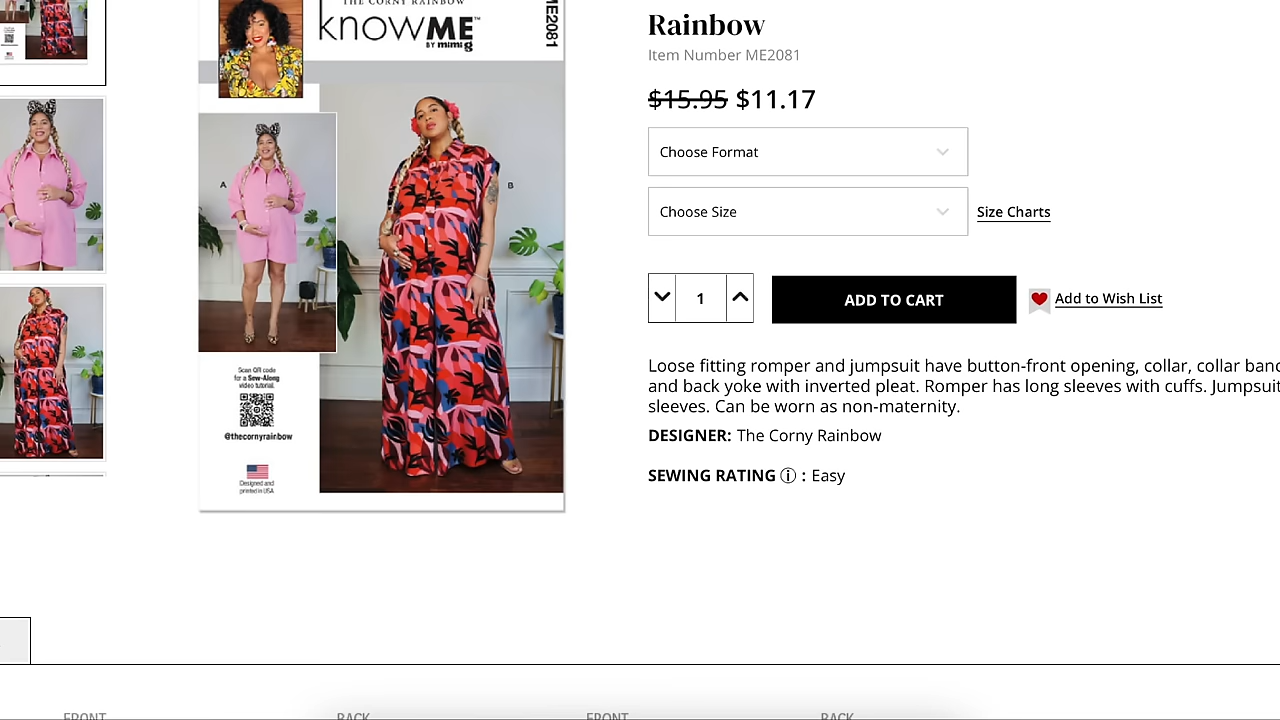 THE CORNY RAINBOW
knowME™
BY mimi g
ME2081
A
B
Scan QR code
for a Sew-Along
video tutorial.
@thecornyrainbow
Designed and
printed in USA
Rainbow
Item Number ME2081
$15.95 $11.17
Choose Format
Choose Size
Size Charts
1
ADD TO CART
Add to Wish List
Loose fitting romper and jumpsuit have button-front opening, collar, collar band
and back yoke with inverted pleat. Romper has long sleeves with cuffs. Jumpsuit
sleeves. Can be worn as non-maternity.
DESIGNER: The Corny Rainbow
SEWING RATING ⓘ : Easy
FRONT BACK FRONT BACK